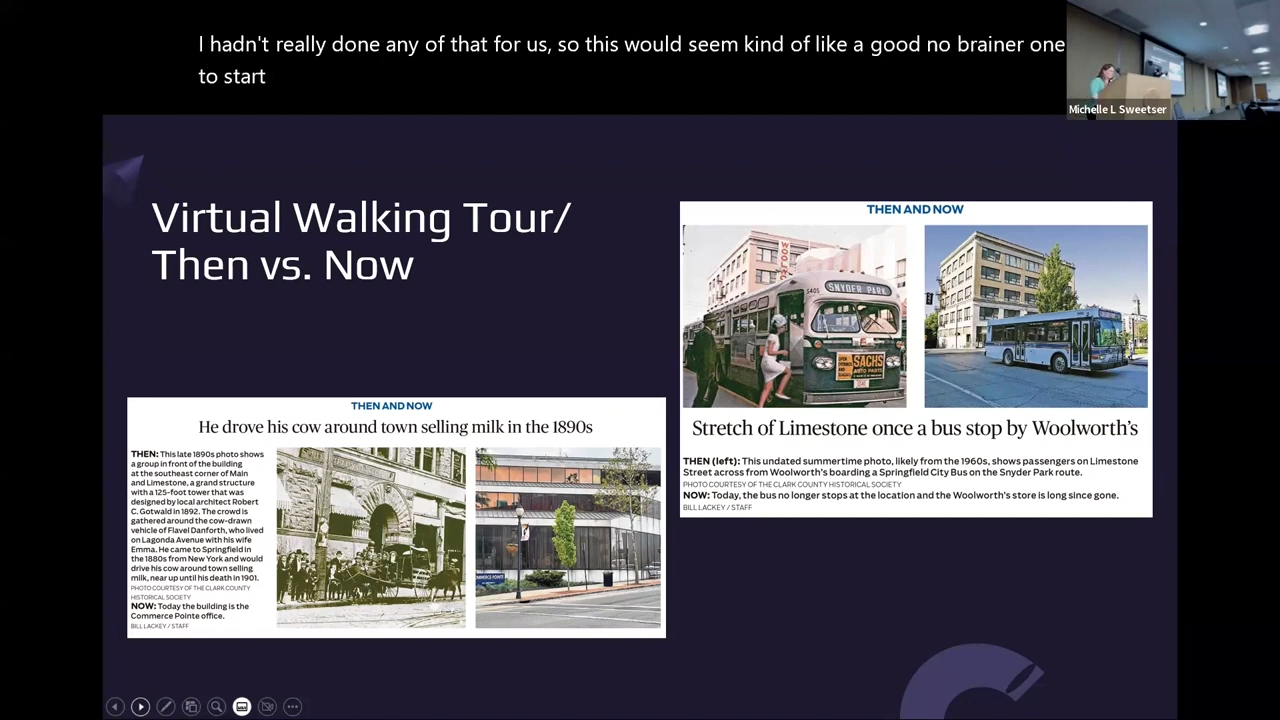 I hadn't really done any of that for us, so this would seem kind of like a good no brainer one
to start
Michelle L Sweetser
Virtual Walking Tour/
Then vs. Now
THEN AND NOW
SNYDER PARK
5405
SACHS
AUTO PARTS
Stretch of Limestone once a bus stop by Woolworth's
THEN (left): This undated summertime photo, likely from the 1960s, shows passengers on Limestone
Street across from Woolworth's boarding a Springfield City Bus on the Snyder Park route.
PHOTO COURTESY OF THE CLARK COUNTY HISTORICAL SOCIETY
NOW: Today, the bus no longer stops at the location and the Woolworth's store is long since gone.
BILL LACKEY / STAFF
THEN AND NOW
He drove his cow around town selling milk in the 1890s
THEN: This late 1890s photo shows
a group in front of the building
at the southeast corner of Main
and Limestone, a grand structure
with a 125-foot tower that was
designed by local architect Robert
C. Gotwald in 1892. The crowd is
gathered around the cow-drawn
vehicle of Flavel Danforth, who lived
on Lagonda Avenue with his wife
Emma. He came to Springfield in
the 1880s from New York and would
drive his cow around town selling
milk, near up until his death in 1901.
PHOTO COURTESY OF THE CLARK COUNTY
HISTORICAL SOCIETY
NOW: Today the building is the
Commerce Pointe office.
BILL LACKEY / STAFF